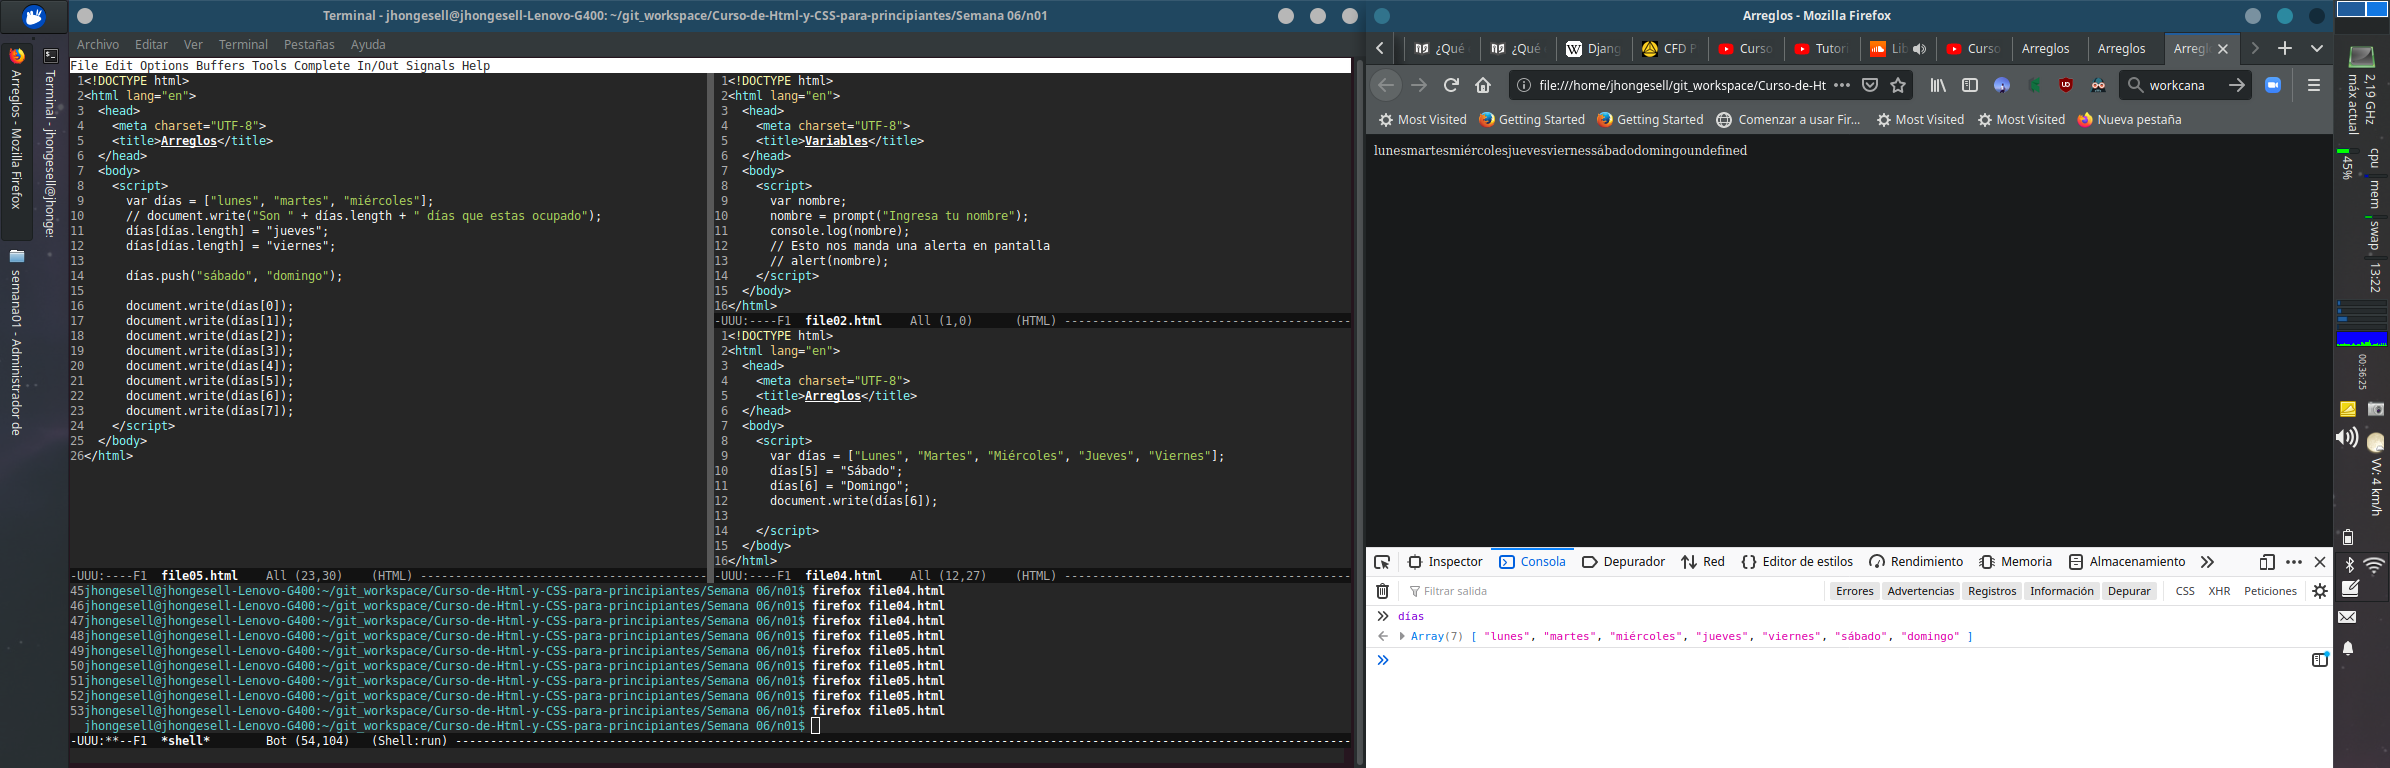 Terminal - jhongesell@jhongesell-Lenovo-G400: ~/git_workspace/Curso-de-Html-y-CSS-para-principiantes/Semana 06/n01
Archivo Editar Ver Terminal Pestañas Ayuda
File Edit Options Buffers Tools Complete In/Out Signals Help
1<!DOCTYPE html>
2<html lang="en">
3  <head>
4    <meta charset="UTF-8">
5    <title>Arreglos</title>
6  </head>
7  <body>
8    <script>
9      var días = ["lunes", "martes", "miércoles"];
10      // document.write("Son " + días.length + " días que estas ocupado");
11      días[días.length] = "jueves";
12      días[días.length] = "viernes";
13
14      días.push("sábado", "domingo");
15
16      document.write(días[0]);
17      document.write(días[1]);
18      document.write(días[2]);
19      document.write(días[3]);
20      document.write(días[4]);
21      document.write(días[5]);
22      document.write(días[6]);
23      document.write(días[7]);
24    </script>
25  </body>
26</html>
-UUU:----F1  file05.html    All (23,30)    (HTML)
1<!DOCTYPE html>
2<html lang="en">
3  <head>
4    <meta charset="UTF-8">
5    <title>Variables</title>
6  </head>
7  <body>
8    <script>
9      var nombre;
10      nombre = prompt("Ingresa tu nombre");
11      console.log(nombre);
12      // Esto nos manda una alerta en pantalla
13      // alert(nombre);
14    </script>
15  </body>
16</html>
-UUU:----F1  file02.html    All (1,0)      (HTML)
1<!DOCTYPE html>
2<html lang="en">
3  <head>
4    <meta charset="UTF-8">
5    <title>Arreglos</title>
6  </head>
7  <body>
8    <script>
9      var días = ["Lunes", "Martes", "Miércoles", "Jueves", "Viernes"];
10      días[5] = "Sábado";
11      días[6] = "Domingo";
12      document.write(días[6]);
13
14    </script>
15  </body>
16</html>
-UUU:----F1  file04.html    All (12,27)    (HTML)
45jhongesell@jhongesell-Lenovo-G400:~/git_workspace/Curso-de-Html-y-CSS-para-principiantes/Semana 06/n01$ firefox file04.html
46jhongesell@jhongesell-Lenovo-G400:~/git_workspace/Curso-de-Html-y-CSS-para-principiantes/Semana 06/n01$ firefox file04.html
47jhongesell@jhongesell-Lenovo-G400:~/git_workspace/Curso-de-Html-y-CSS-para-principiantes/Semana 06/n01$ firefox file04.html
48jhongesell@jhongesell-Lenovo-G400:~/git_workspace/Curso-de-Html-y-CSS-para-principiantes/Semana 06/n01$ firefox file05.html
49jhongesell@jhongesell-Lenovo-G400:~/git_workspace/Curso-de-Html-y-CSS-para-principiantes/Semana 06/n01$ firefox file05.html
50jhongesell@jhongesell-Lenovo-G400:~/git_workspace/Curso-de-Html-y-CSS-para-principiantes/Semana 06/n01$ firefox file05.html
51jhongesell@jhongesell-Lenovo-G400:~/git_workspace/Curso-de-Html-y-CSS-para-principiantes/Semana 06/n01$ firefox file05.html
52jhongesell@jhongesell-Lenovo-G400:~/git_workspace/Curso-de-Html-y-CSS-para-principiantes/Semana 06/n01$ firefox file05.html
53jhongesell@jhongesell-Lenovo-G400:~/git_workspace/Curso-de-Html-y-CSS-para-principiantes/Semana 06/n01$ firefox file05.html
jhongesell@jhongesell-Lenovo-G400:~/git_workspace/Curso-de-Html-y-CSS-para-principiantes/Semana 06/n01$
-UUU:**--F1  *shell*        Bot (54,104)   (Shell:run)
Arreglos - Mozilla Firefox
Terminal - jhongesell@jhonge:
semana01 - Administrador de
Arreglos - Mozilla Firefox
¿Qué ¿Qué Djang CFD P Curso Tutori Lib Curso Arreglos Arreglos Arregl
file:///home/jhongesell/git_workspace/Curso-de-Ht workcana
Most Visited Getting Started Getting Started Comenzar a usar Fir... Most Visited Most Visited Nueva pestaña
lunesmartesmiércolesjuevesviernessábadodomingoundefined
Inspector Consola Depurador Red Editor de estilos Rendimiento Memoria Almacenamiento
Filtrar salida Errores Advertencias Registros Información Depurar CSS XHR Peticiones
días
Array(7) [ "lunes", "martes", "miércoles", "jueves", "viernes", "sábado", "domingo" ]
2,19 GHz
máx actual
45%
cpu
mem
swap
13:22
00:36:25
VV: 4 km/h